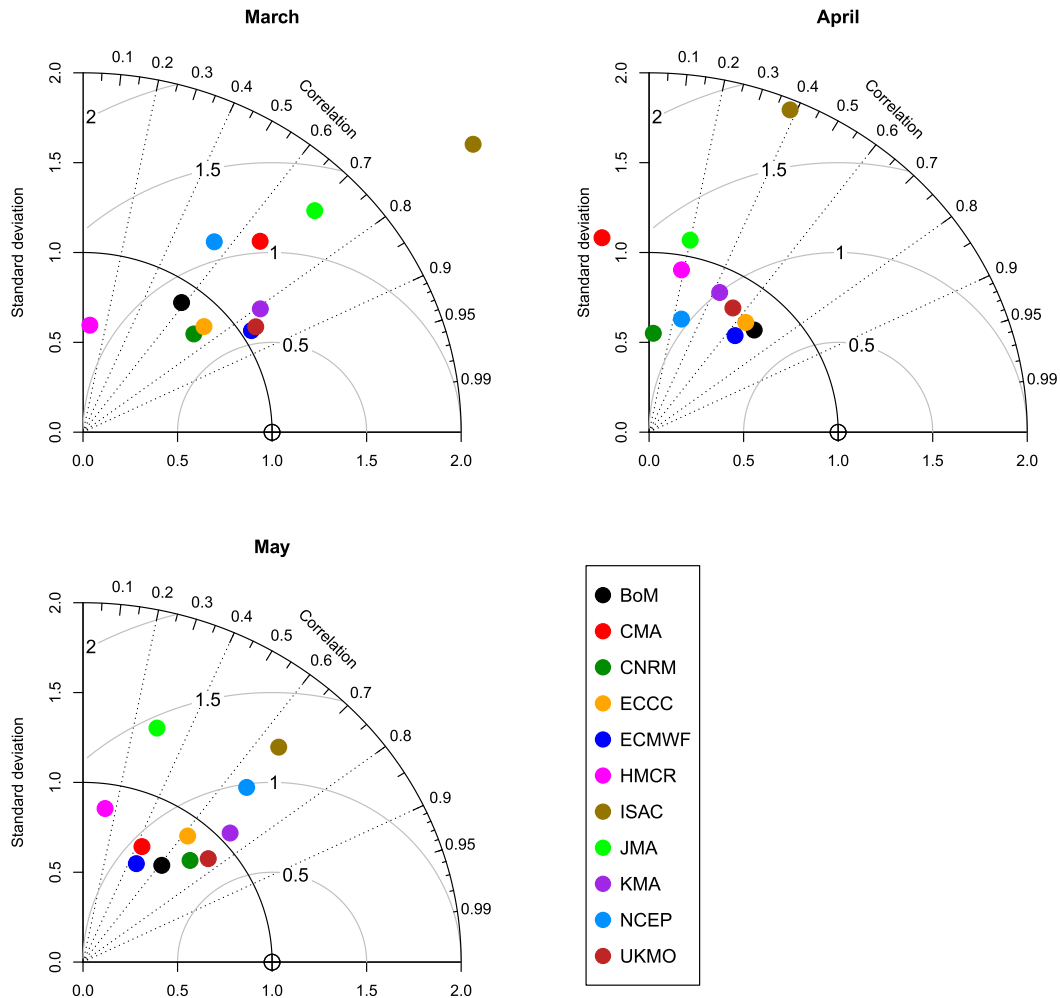 March
Standard deviation
0.0 0.5 1.0 1.5 2.0
0.0 0.5 1.0 1.5 2.0
0.1 0.2 0.3 0.4 0.5 0.6 0.7 0.8 0.9 0.95 0.99
Correlation
2 1.5 1 0.5
April
Standard deviation
0.0 0.5 1.0 1.5 2.0
0.0 0.5 1.0 1.5 2.0
0.1 0.2 0.3 0.4 0.5 0.6 0.7 0.8 0.9 0.95 0.99
Correlation
2 1.5 1 0.5
May
Standard deviation
0.0 0.5 1.0 1.5 2.0
0.0 0.5 1.0 1.5 2.0
0.1 0.2 0.3 0.4 0.5 0.6 0.7 0.8 0.9 0.95 0.99
Correlation
2 1.5 1 0.5
BoM
CMA
CNRM
ECCC
ECMWF
HMCR
ISAC
JMA
KMA
NCEP
UKMO